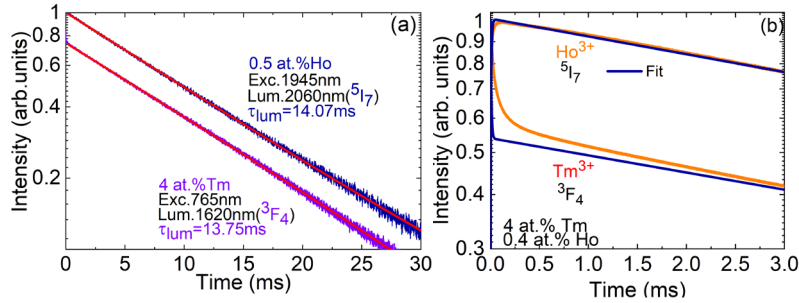 (a)
Intensity (arb.units)
1
0.8
0.6
0.4
0.2
0.5 at.%Ho
Exc.1945nm
Lum.2060nm(⁵I₇)
τlum=14.07ms
4 at.%Tm
Exc.765nm
Lum.1620nm(³F₄)
τlum=13.75ms
0 5 10 15 20 25 30
Time (ms)
(b)
Intensity (arb. units)
1
0.9
0.8
0.7
0.6
0.5
0.4
0.3
Ho³⁺
⁵I₇
Fit
Tm³⁺
³F₄
4 at.% Tm
0.4 at.% Ho
0.0 0.5 1.0 1.5 2.0 2.5 3.0
Time (ms)